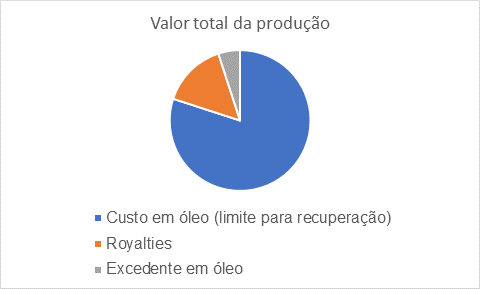 Valor total da produção
Custo em óleo (limite para recuperação)
Royalties
Excedente em óleo